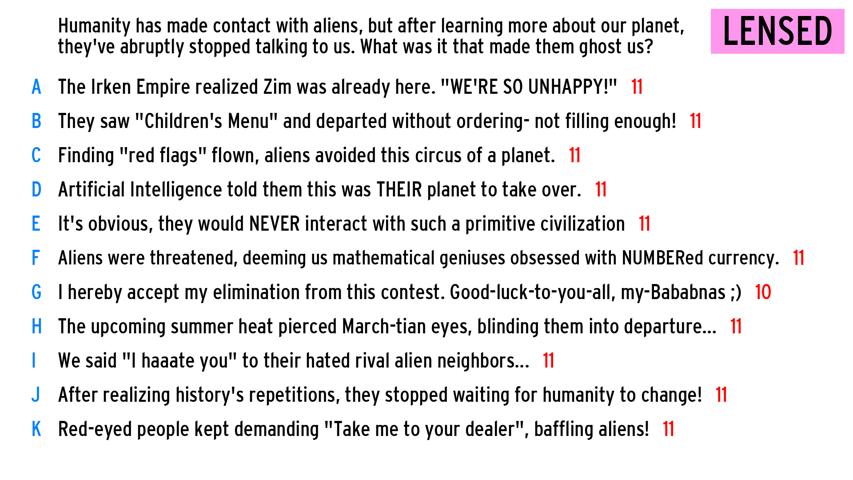 Humanity has made contact with aliens, but after learning more about our planet,
they've abruptly stopped talking to us. What was it that made them ghost us?
LENSED
A The Irken Empire realized Zim was already here. "WE'RE SO UNHAPPY!" 11
B They saw "Children's Menu" and departed without ordering- not filling enough! 11
C Finding "red flags" flown, aliens avoided this circus of a planet. 11
D Artificial Intelligence told them this was THEIR planet to take over. 11
E It's obvious, they would NEVER interact with such a primitive civilization 11
F Aliens were threatened, deeming us mathematical geniuses obsessed with NUMBERed currency. 11
G I hereby accept my elimination from this contest. Good-luck-to-you-all, my-Bababnas ;) 10
H The upcoming summer heat pierced March-tian eyes, blinding them into departure... 11
I We said "I haaate you" to their hated rival alien neighbors... 11
J After realizing history's repetitions, they stopped waiting for humanity to change! 11
K Red-eyed people kept demanding "Take me to your dealer", baffling aliens! 11